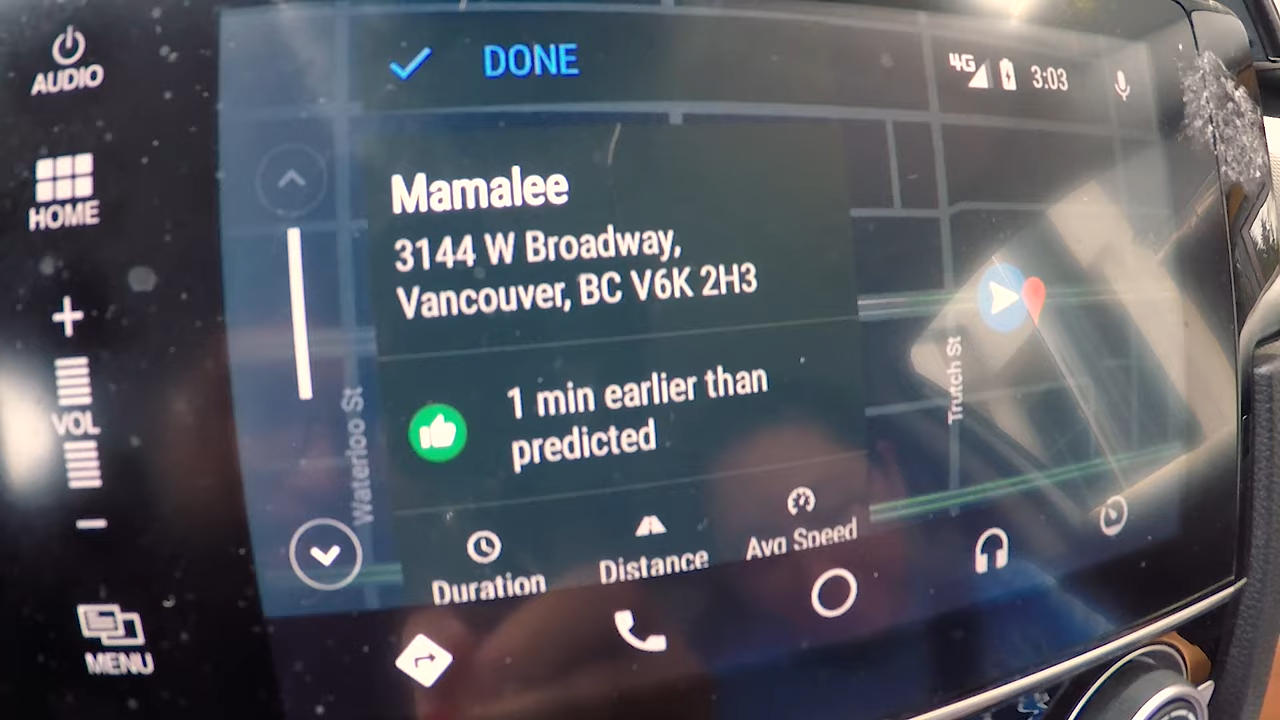 AUDIO
HOME
VOL
MENU
DONE
4G
3:03
Mamalee
3144 W Broadway,
Vancouver, BC V6K 2H3
1 min earlier than
predicted
Duration
Distance
Avg Speed
Waterloo St
Trutch St